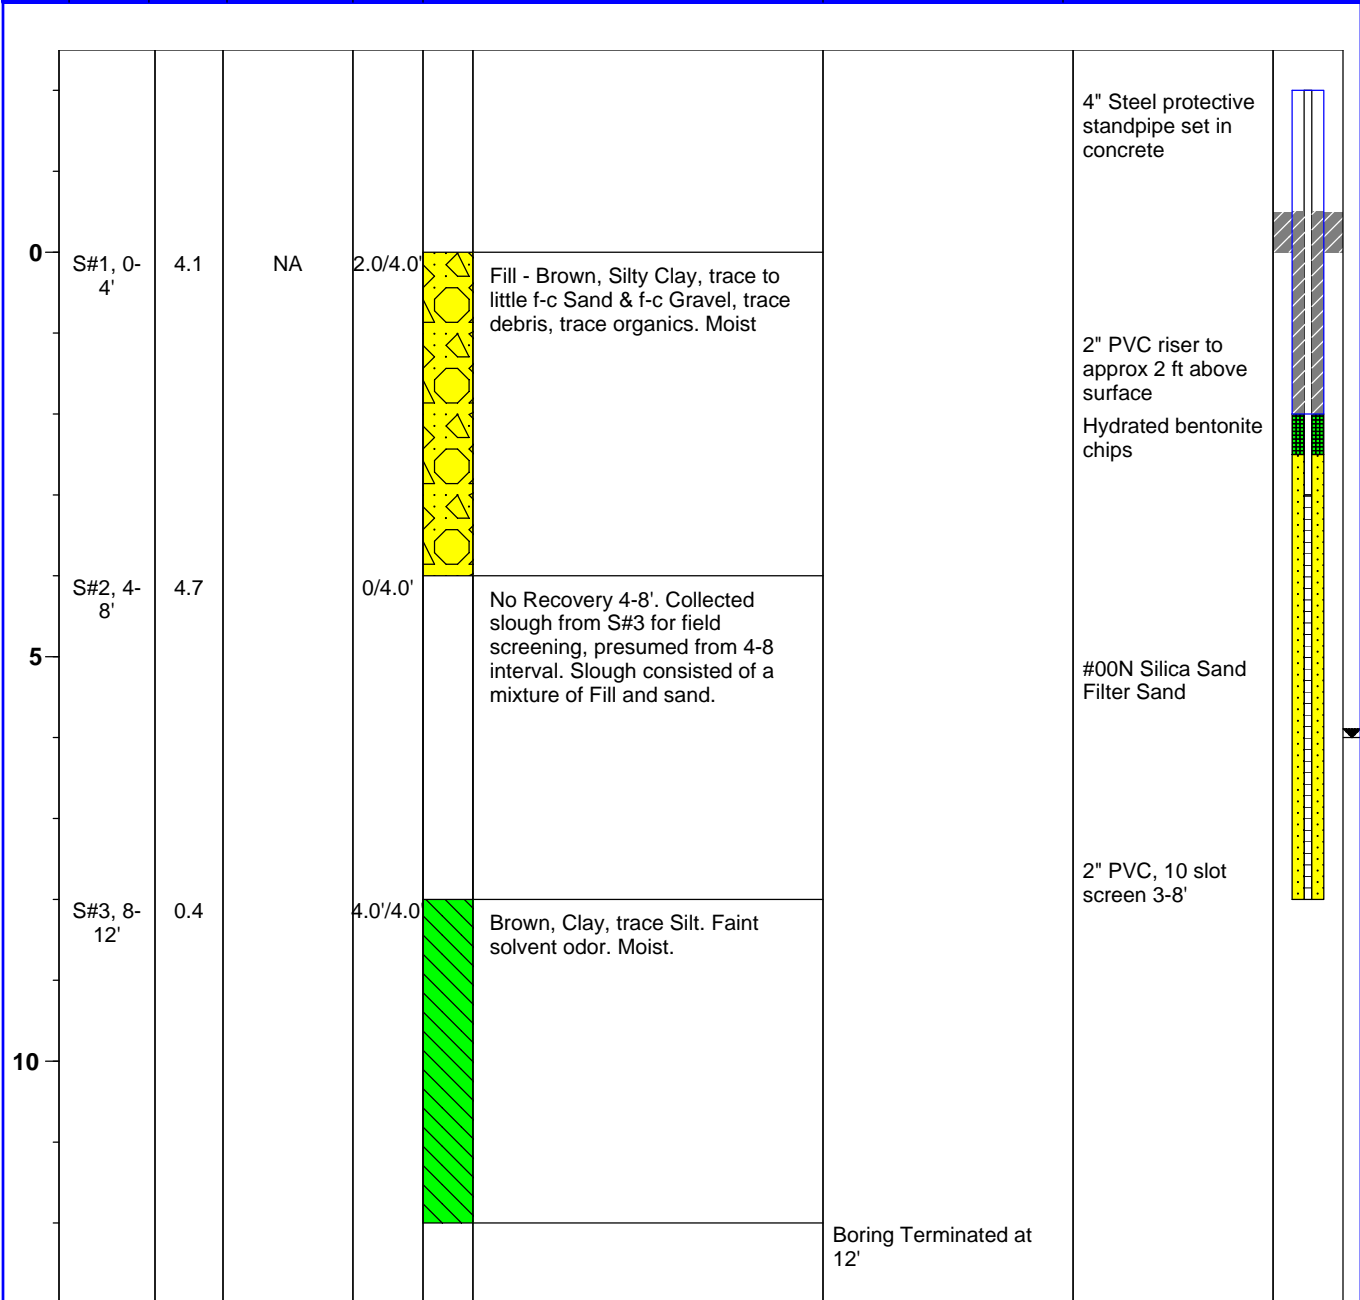 4" Steel protective
standpipe set in
concrete
0
S#1, 0-
4'
4.1
NA
2.0/4.0'
Fill - Brown, Silty Clay, trace to
little f-c Sand & f-c Gravel, trace
debris, trace organics. Moist
2" PVC riser to
approx 2 ft above
surface
Hydrated bentonite
chips
S#2, 4-
8'
4.7
0/4.0'
No Recovery 4-8'. Collected
slough from S#3 for field
screening, presumed from 4-8
interval. Slough consisted of a
mixture of Fill and sand.
5
#00N Silica Sand
Filter Sand
2" PVC, 10 slot
screen 3-8'
S#3, 8-
12'
0.4
4.0'/4.0'
Brown, Clay, trace Silt. Faint
solvent odor. Moist.
10
Boring Terminated at
12'